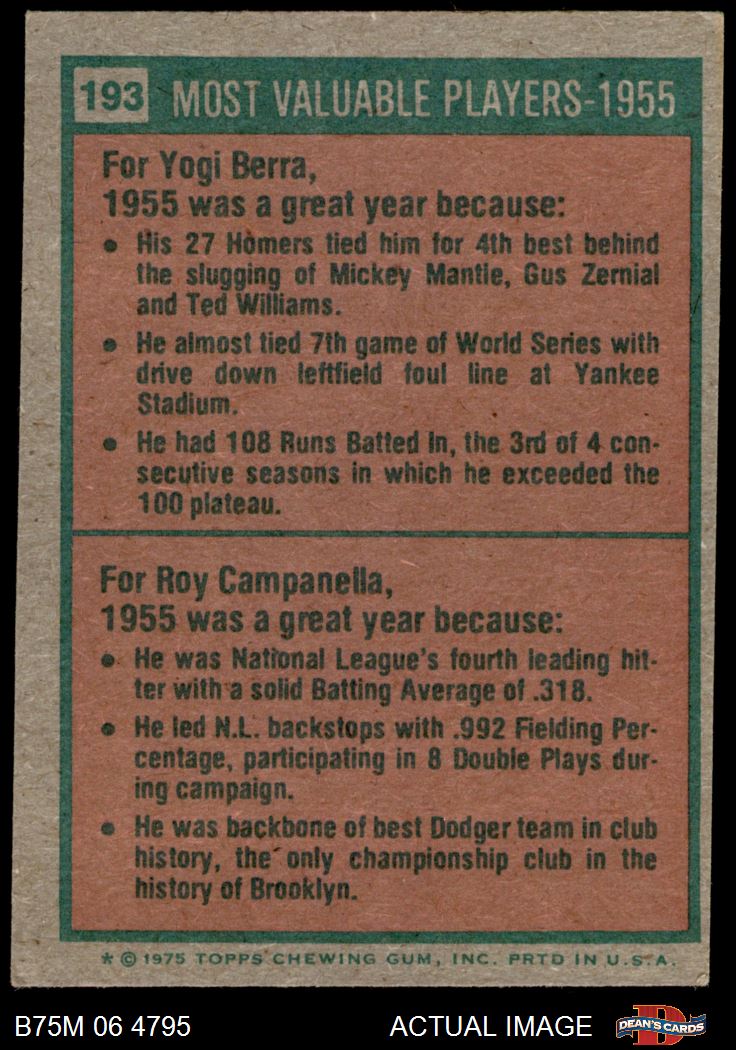 193 MOST VALUABLE PLAYERS-1955
For Yogi Berra,
1955 was a great year because:
• His 27 Homers tied him for 4th best behind
the slugging of Mickey Mantle, Gus Zernial
and Ted Williams.
• He almost tied 7th game of World Series with
drive down leftfield foul line at Yankee
Stadium.
• He had 108 Runs Batted In, the 3rd of 4 con-
secutive seasons in which he exceeded the
100 plateau.
For Roy Campanella,
1955 was a great year because:
• He was National League's fourth leading hit-
ter with a solid Batting Average of .318.
• He led N.L. backstops with .992 Fielding Per-
centage, participating in 8 Double Plays dur-
ing campaign.
• He was backbone of best Dodger team in club
history, the only championship club in the
history of Brooklyn.
* © 1975 TOPPS CHEWING GUM, INC. PRTD IN U.S.A.
B75M 06 4795 ACTUAL IMAGE D DEAN'S CARDS